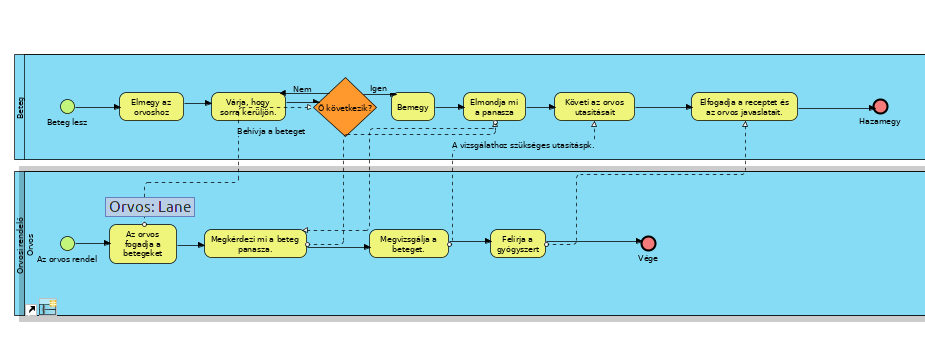 Beteg
Beteg lesz
Elmegy az
orvoshoz
Várja, hogy
sorra kerüljön.
Behívja a beteget
Nem
Ő következik?
Igen
Bemegy
Elmondja mi
a panasza
A vizsgálathoz szükséges utasításpk.
Követi az orvos
utasításait
Elfogadja a receptet és
az orvos javaslatait.
Hazamegy
Orvosi rendelő
Orvos
Orvos: Lane
Az orvos rendel
Az orvos
fogadja a
betegeket
Megkérdezi mi a beteg
panasza.
Megvizsgálja a
beteget.
Felírja a
gyógyszert
Vége